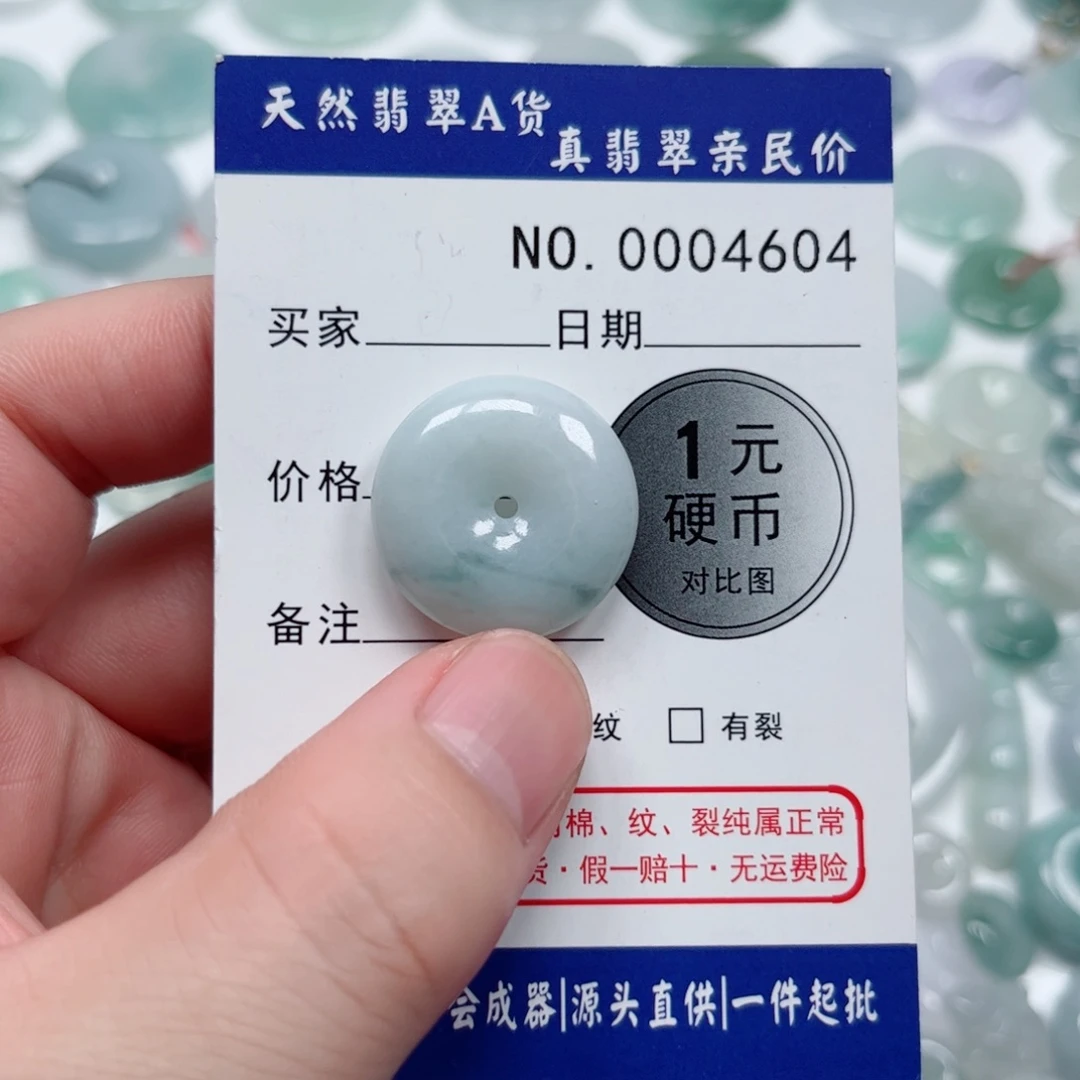 天然翡翠A货
真翡翠亲民价
NO. 0004604
买家 日期
价格
1元
硬币
对比图
备注
纹 有裂
棉、纹、裂纯属正常
货·假一赔十·无运费险
会成器|源头直供|一件起批